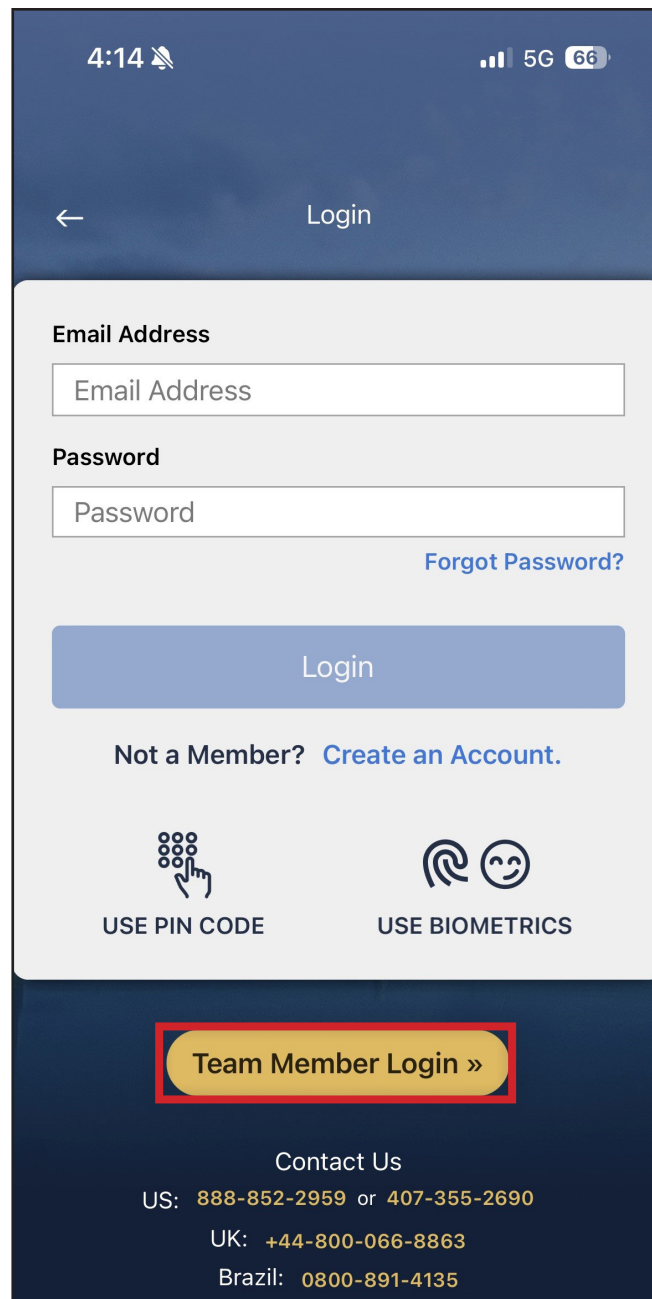 4:14 5G 66
Login
Email Address
Email Address
Password
Password
Forgot Password?
Login
Not a Member? Create an Account.
USE PIN CODE USE BIOMETRICS
Team Member Login »
Contact Us
US: 888-852-2959 or 407-355-2690
UK: +44-800-066-8863
Brazil: 0800-891-4135